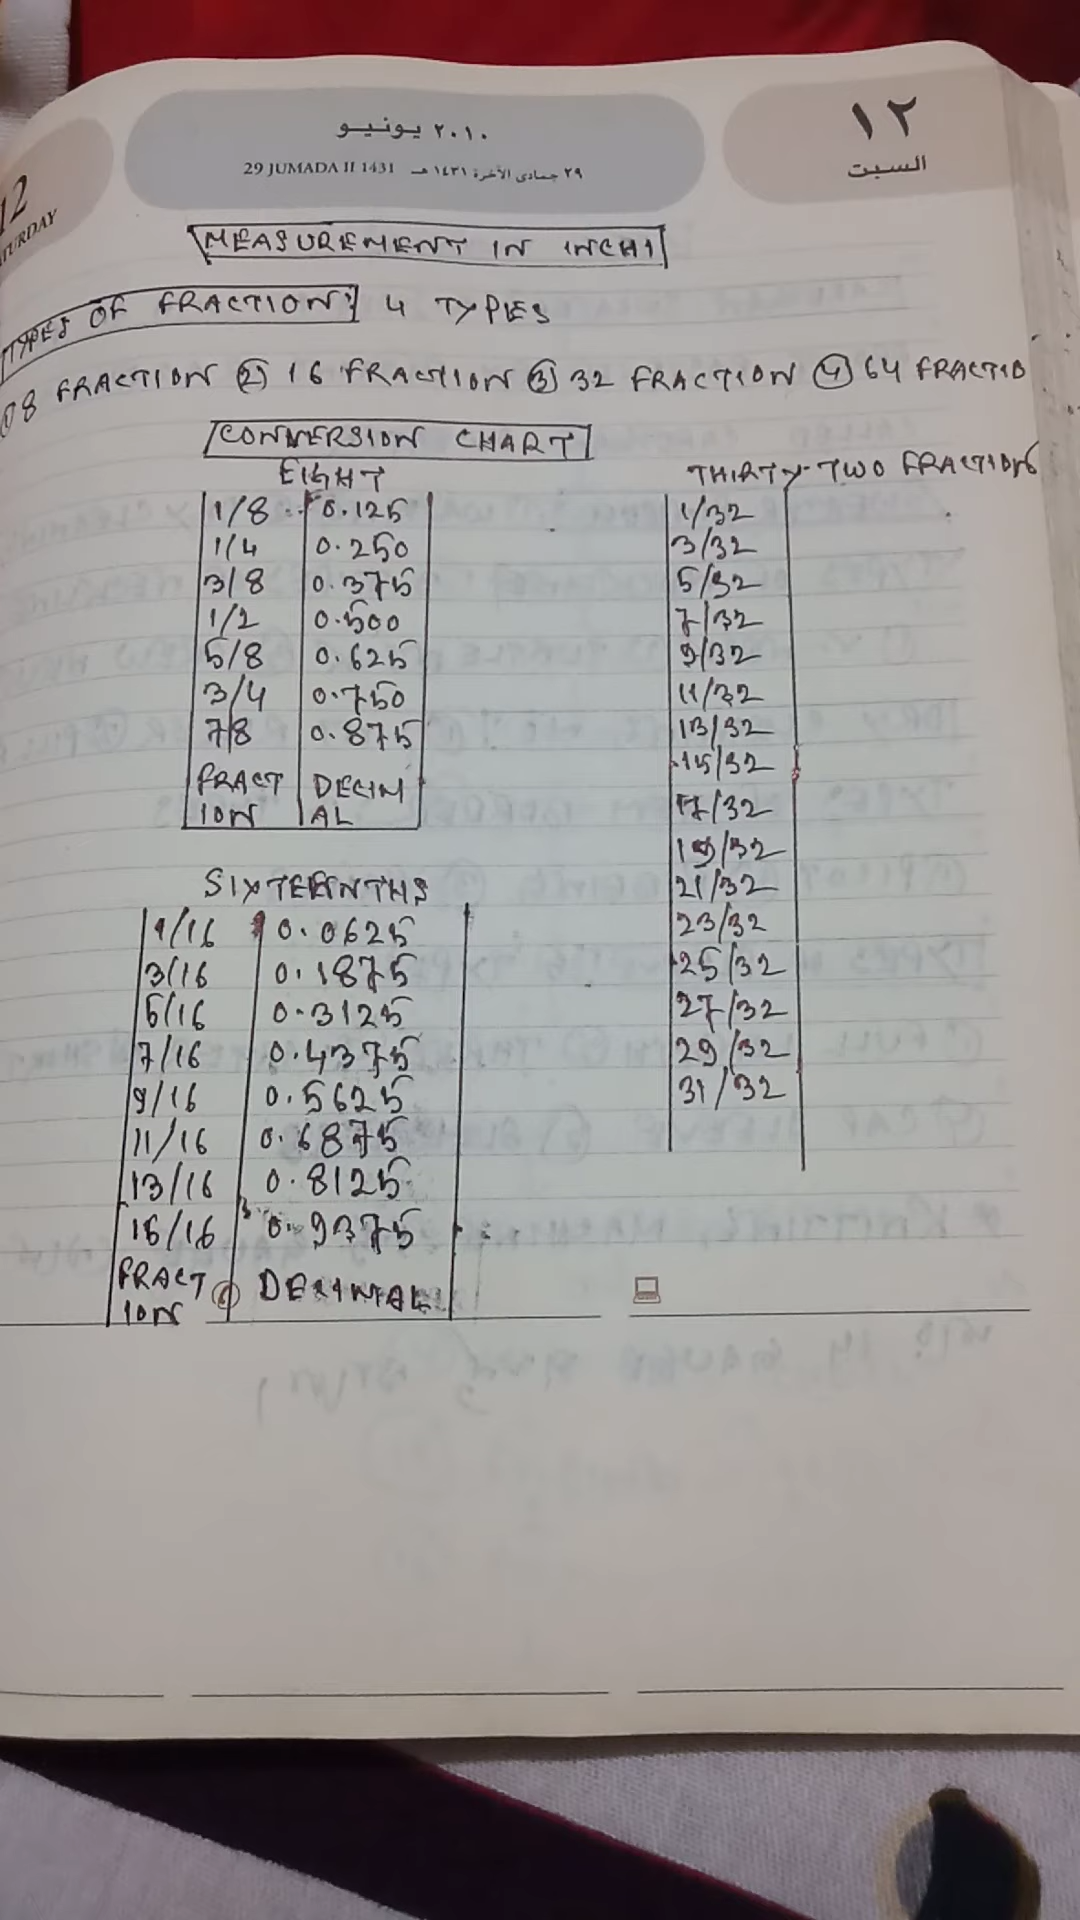 ٢٠١٠ يونيو
29 JUMADA II 1431 ٢٩ جمادى الآخرة ١٤٣١ هـ
١٢
السبت
12
ATURDAY
MEASUREMENT IN INCHI
TYPES OF FRACTION: 4 TYPES
① 8 FRACTION ② 16 FRACTION ③ 32 FRACTION ④ 64 FRACTIO
CONVERSION CHART
EIGHT
1/8 0.125
1/4 0.250
3/8 0.375
1/2 0.500
5/8 0.625
3/4 0.750
7/8 0.875
FRACT DECIM
ION AL
SIXTEENTHS
1/16 0.0625
3/16 0.1875
5/16 0.3125
7/16 0.4375
9/16 0.5625
11/16 0.6875
13/16 0.8125
15/16 0.9375
FRACT DECIMAL
ION
THIRTY-TWO FRACTIONS
1/32
3/32
5/32
7/32
9/32
11/32
13/32
15/32
17/32
19/32
21/32
23/32
25/32
27/32
29/32
31/32